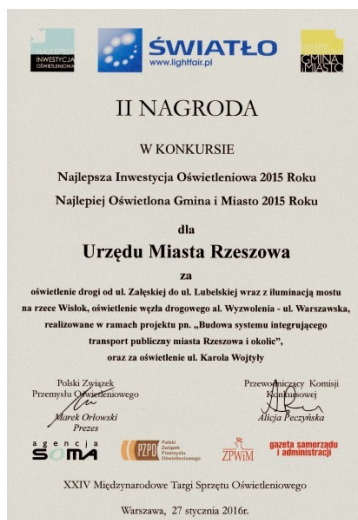 INWESTYCJA
OŚWIETLENIOWA
ŚWIATŁO
www.lightfair.pl
GMINA
MIASTO
II NAGRODA
W KONKURSIE
Najlepsza Inwestycja Oświetleniowa 2015 Roku
Najlepiej Oświetlona Gmina i Miasto 2015 Roku
dla
Urzędu Miasta Rzeszowa
za
oświetlenie drogi od ul. Załęskiej do ul. Lubelskiej wraz z iluminacją mostu
na rzece Wisłok, oświetlenie węzła drogowego al. Wyzwolenia - ul. Warszawska,
realizowane w ramach projektu pn. „Budowa systemu integrującego
transport publiczny miasta Rzeszowa i okolic”,
oraz za oświetlenie ul. Karola Wojtyły
Polski Związek
Przemysłu Oświetleniowego
Marek Orłowski
Prezes
Przewodniczący Komisji
Konkursowej
Alicja Peczyńska
agencja
SOMA
PZPO
Polski
Związek
Przemysłu
Oświetleniowego
ZPWiM
gazeta samorządu
i administracji
XXIV Międzynarodowe Targi Sprzętu Oświetleniowego
Warszawa, 27 stycznia 2016r.